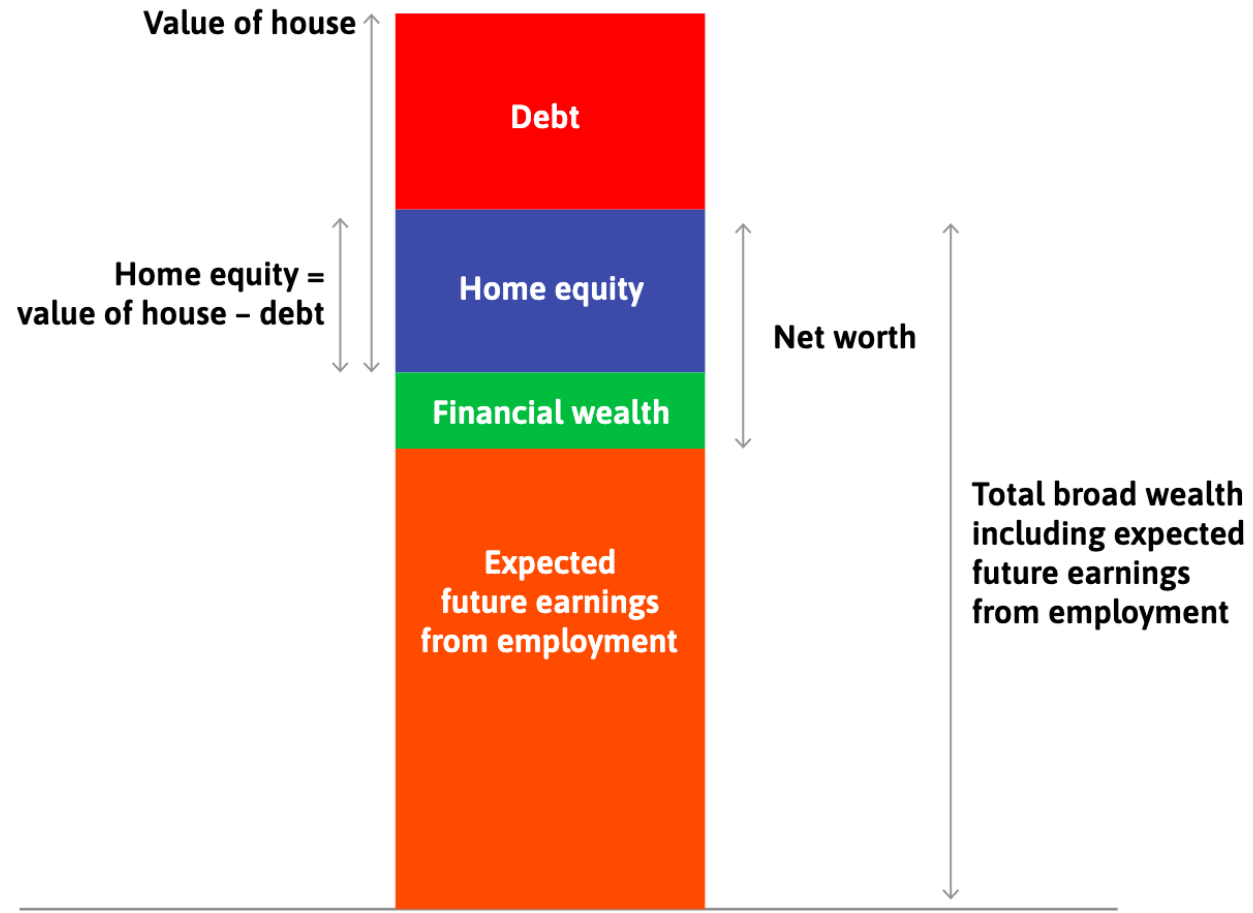 Value of house
Debt
Home equity =
value of house – debt
Home equity
Net worth
Financial wealth
Expected
future earnings
from employment
Total broad wealth
including expected
future earnings
from employment